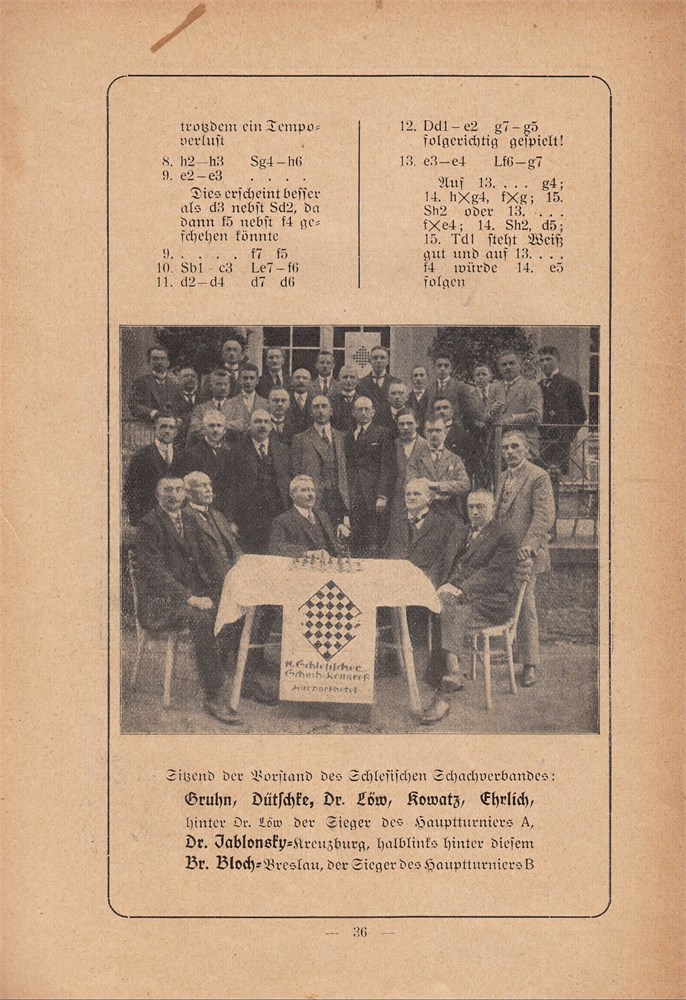 trotzdem ein Tempo-
verlust
8. h2—h3 Sg4-h6
9. e2-e3 . . . .
Dies erscheint besser
als d3 nebst Sd2, da
dann f5 nebst f4 ge-
schehen könnte
9. . . . . f7 f5
10. Sb1-c3 Le7-f6
11. d2-d4 d7 d6
12. Dd1-e2 g7-g5
folgerichtig gespielt!
13. e3-e4 Lf6-g7
Auf 13. . . . g4;
14. h×g4, f×g; 15.
Sh2 oder 13. . . .
f×e4; 14. Sh2, d5;
15. Td1 steht Weiß
gut und auf 13. . . .
f4 würde 14. e5
folgen
Schlesischer
Schach-Kongreß
Sitzend der Vorstand des Schlesischen Schachverbandes:
Gruhn, Dütschke, Dr. Löw, Kowatz, Ehrlich,
hinter Dr. Löw der Sieger des Hauptturniers A,
Dr. Jablonsky-Kreuzburg, halblinks hinter diesem
Br. Bloch-Breslau, der Sieger des Hauptturniers B
— 36 —